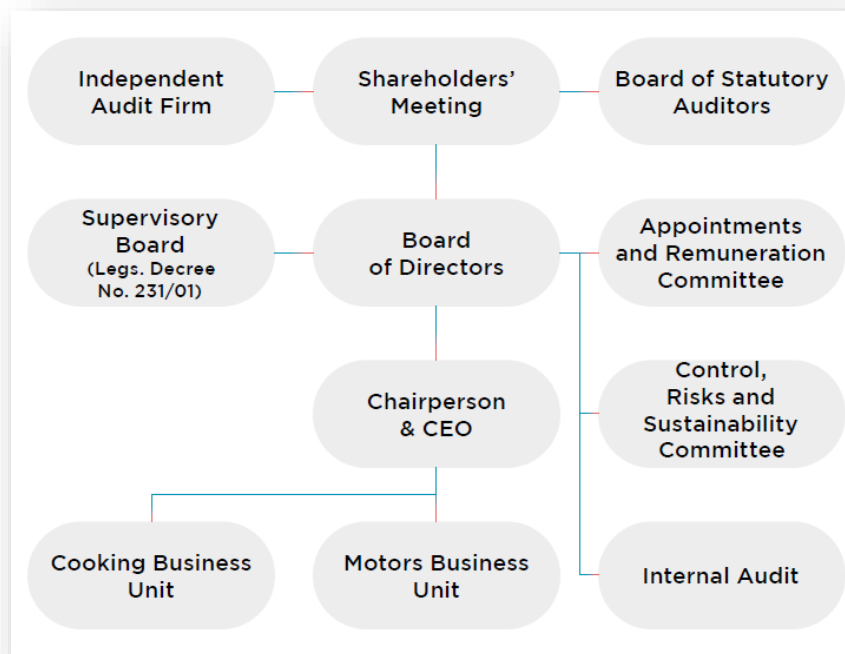 Independent
Audit Firm
Shareholders’
Meeting
Board of Statutory
Auditors
Supervisory
Board
(Legs. Decree
No. 231/01)
Board
of Directors
Appointments
and Remuneration
Committee
Chairperson
& CEO
Control,
Risks and
Sustainability
Committee
Cooking Business
Unit
Motors Business
Unit
Internal Audit